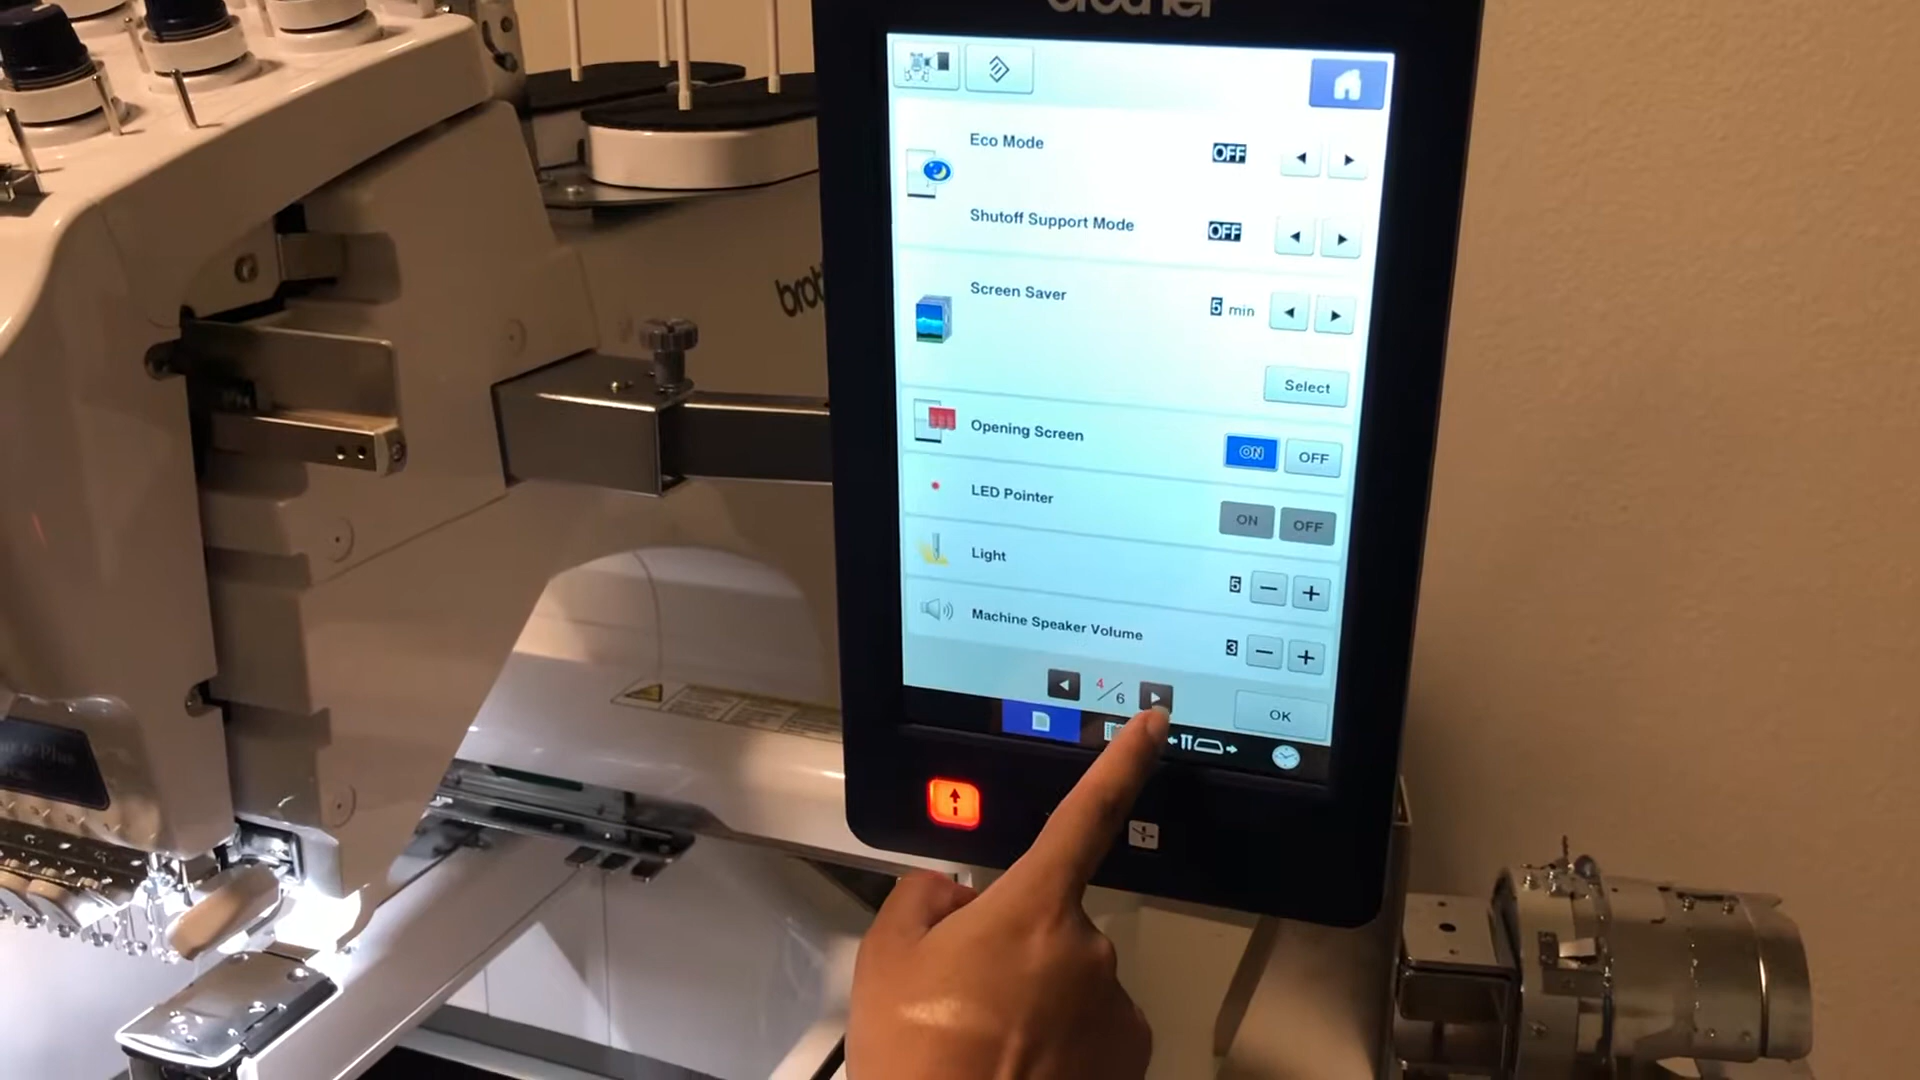 brother
Eco Mode OFF
Shutoff Support Mode OFF
Screen Saver 5 min
Select
Opening Screen ON OFF
LED Pointer ON OFF
Light 5 − +
Machine Speaker Volume 3 − +
4/6
OK